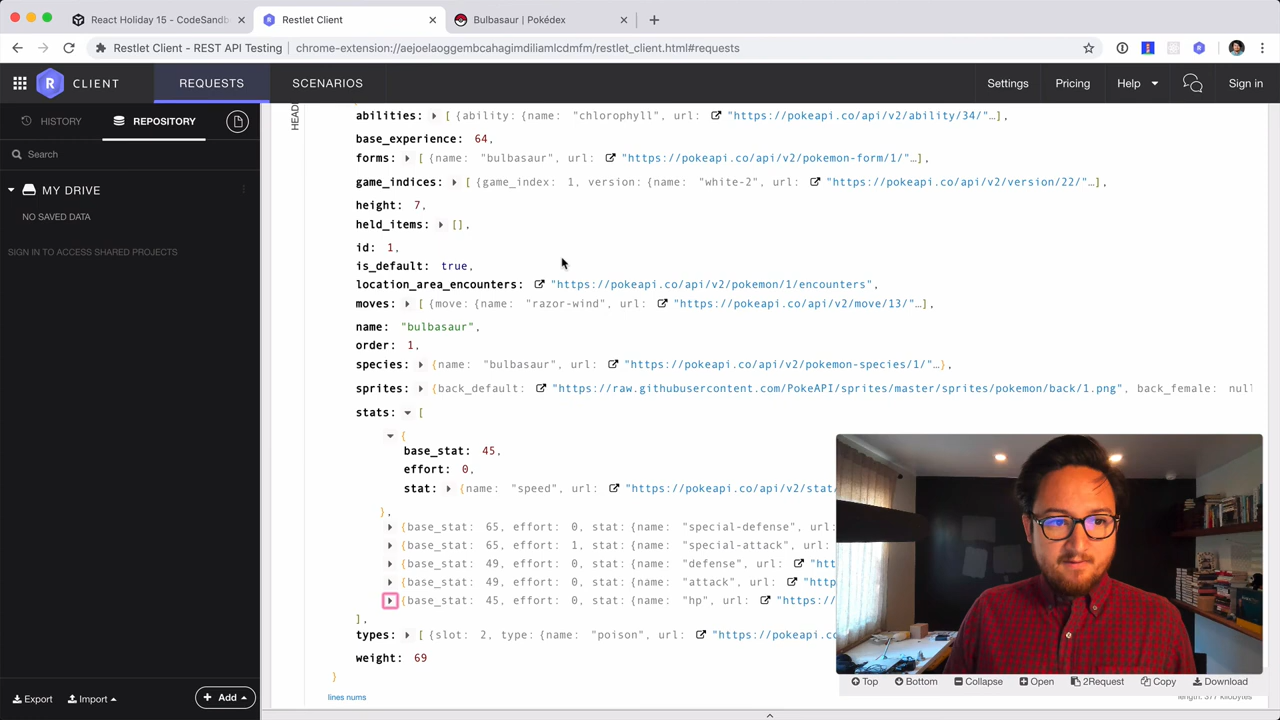 React Holiday 15 - CodeSandb
Restlet Client
Bulbasaur | Pokédex
Restlet Client - REST API Testing
chrome-extension://aejoelaoggembcahagimdiliamlcdmfm/restlet_client.html#requests
CLIENT
REQUESTS
SCENARIOS
Settings
Pricing
Help
Sign in
HISTORY
REPOSITORY
Search
MY DRIVE
NO SAVED DATA
SIGN IN TO ACCESS SHARED PROJECTS
abilities: [ {ability: {name: "chlorophyll", url: "https://pokeapi.co/api/v2/ability/34/"…],
base_experience: 64,
forms: [ {name: "bulbasaur", url: "https://pokeapi.co/api/v2/pokemon-form/1/"…],
game_indices: [ {game_index: 1, version: {name: "white-2", url: "https://pokeapi.co/api/v2/version/22/"…],
height: 7,
held_items: [],
id: 1,
is_default: true,
location_area_encounters: "https://pokeapi.co/api/v2/pokemon/1/encounters",
moves: [ {move: {name: "razor-wind", url: "https://pokeapi.co/api/v2/move/13/"…],
name: "bulbasaur",
order: 1,
species: {name: "bulbasaur", url: "https://pokeapi.co/api/v2/pokemon-species/1/"…},
sprites: {back_default: "https://raw.githubusercontent.com/PokeAPI/sprites/master/sprites/pokemon/back/1.png", back_female: null
stats: [
{
base_stat: 45,
effort: 0,
stat: {name: "speed", url: "https://pokeapi.co/api/v2/stat/
},
{base_stat: 65, effort: 0, stat: {name: "special-defense", url:
{base_stat: 65, effort: 1, stat: {name: "special-attack", url:
{base_stat: 49, effort: 0, stat: {name: "defense", url: "htt
{base_stat: 49, effort: 0, stat: {name: "attack", url: "http
{base_stat: 45, effort: 0, stat: {name: "hp", url: "https://
],
types: [ {slot: 2, type: {name: "poison", url: "https://pokeapi.co
weight: 69
}
lines nums
Top
Bottom
Collapse
Open
2Request
Copy
Download
length: 377 kilobytes
Export
Import
+ Add